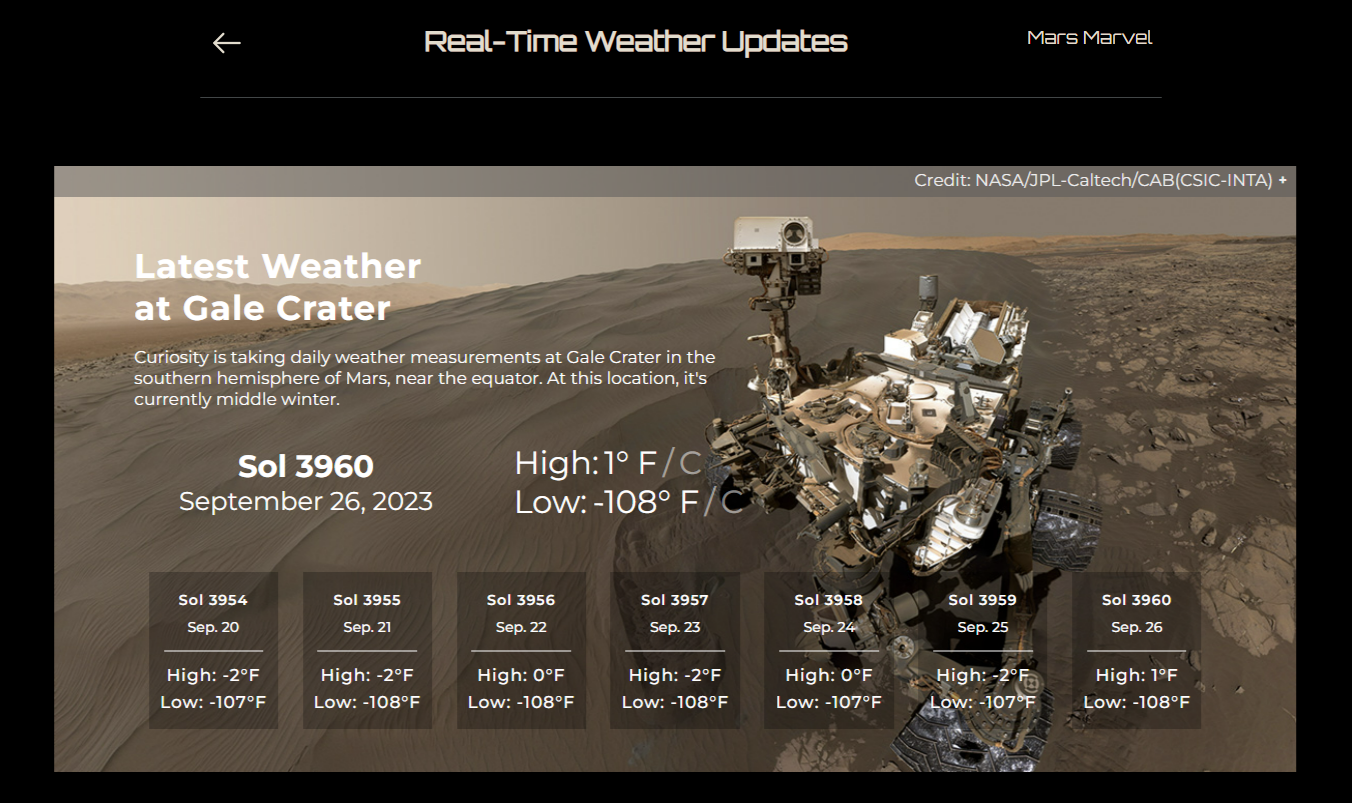 Real-Time Weather Updates
Mars Marvel
Credit: NASA/JPL-Caltech/CAB(CSIC-INTA) +
Latest Weather
at Gale Crater
Curiosity is taking daily weather measurements at Gale Crater in the
southern hemisphere of Mars, near the equator. At this location, it's
currently middle winter.
Sol 3960
September 26, 2023
High: 1° F / C
Low: -108° F / C
Sol 3954
Sep. 20
High: -2°F
Low: -107°F
Sol 3955
Sep. 21
High: -2°F
Low: -108°F
Sol 3956
Sep. 22
High: 0°F
Low: -108°F
Sol 3957
Sep. 23
High: -2°F
Low: -108°F
Sol 3958
Sep. 24
High: 0°F
Low: -107°F
Sol 3959
Sep. 25
High: -2°F
Low: -107°F
Sol 3960
Sep. 26
High: 1°F
Low: -108°F